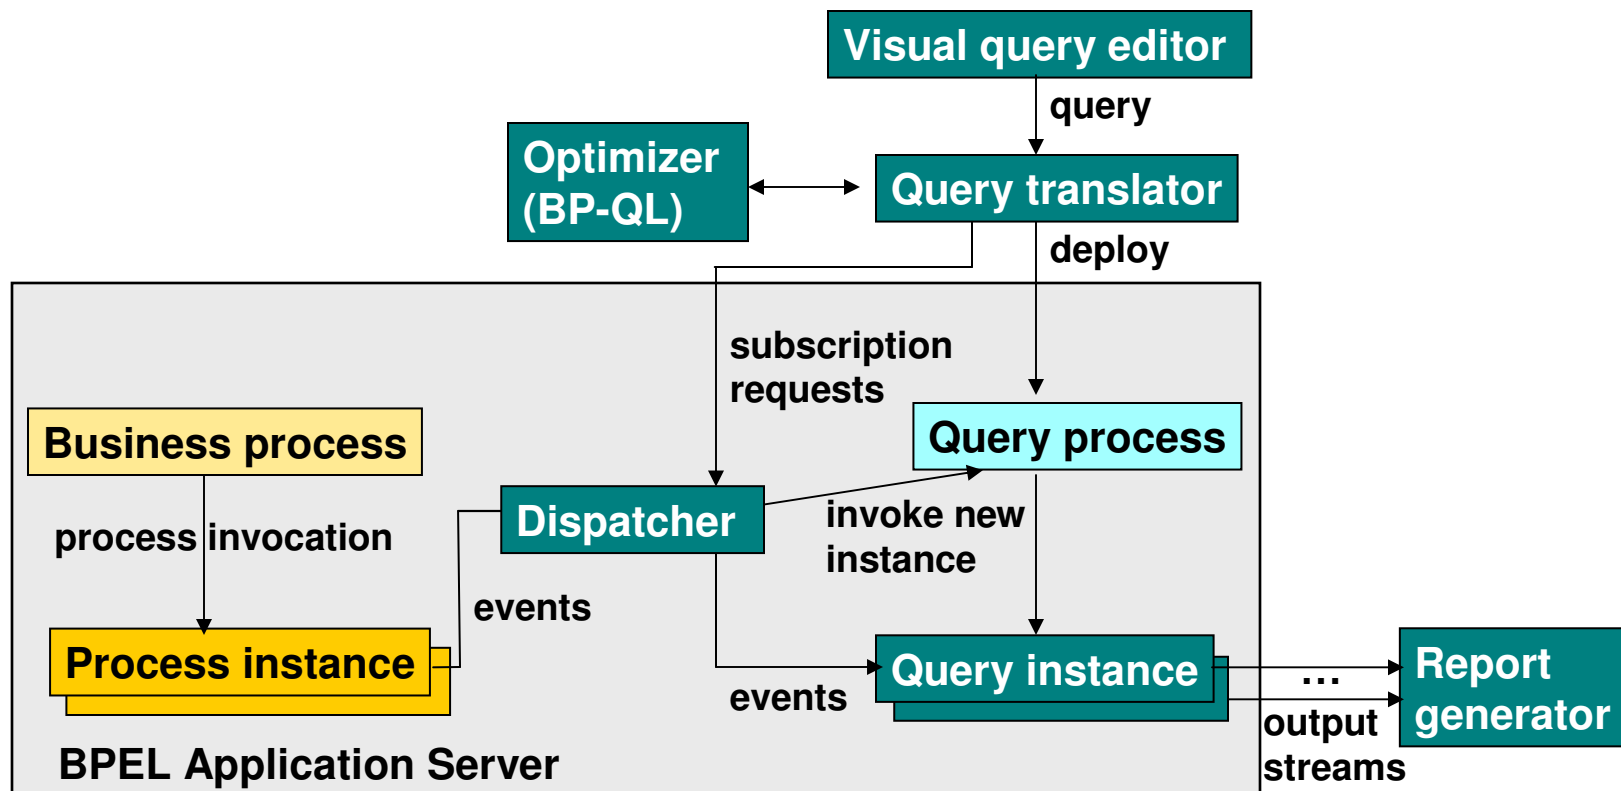 Visual query editor
query
Optimizer
(BP-QL)
Query translator
deploy
subscription
requests
Business process
Query process
Dispatcher
invoke new
instance
process invocation
events
Process instance
Query instance
events
...
Report
generator
output
streams
BPEL Application Server